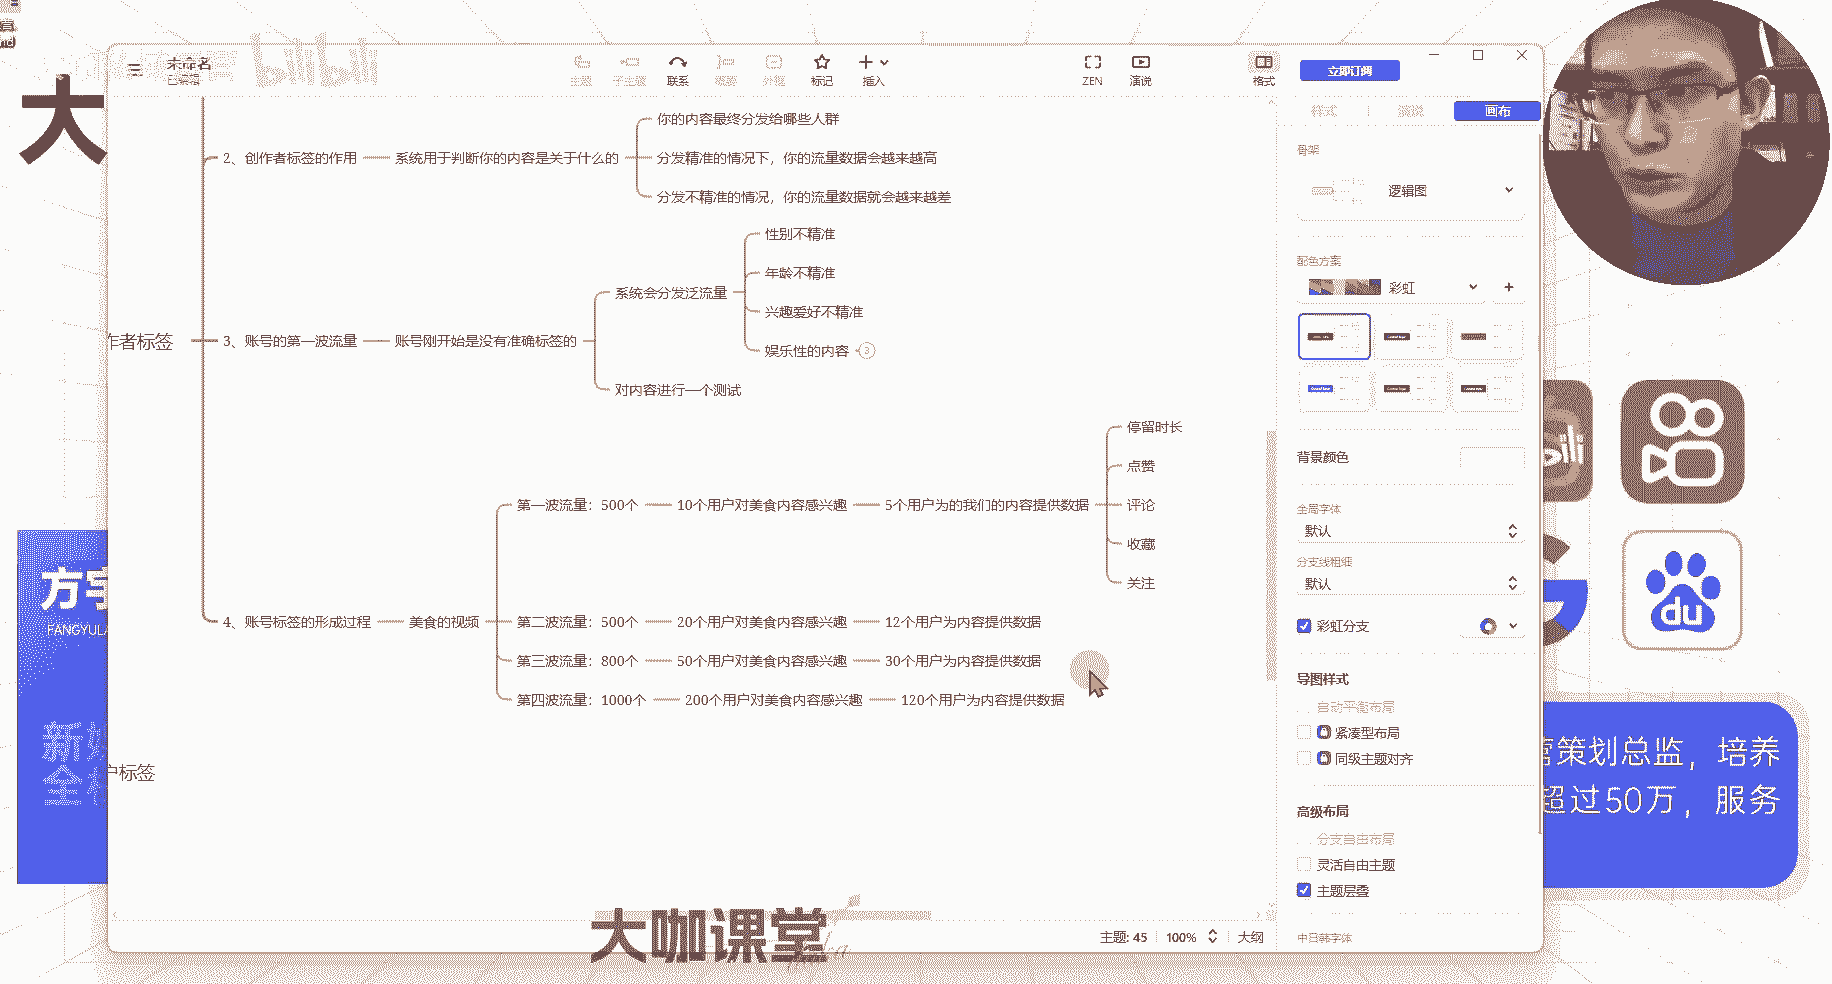 大
bilibili
未命名
已编辑
主题
子主题
联系
概要
外框
标记
插入
ZEN
演说
格式
立即订阅
样式
演说
画布
你的内容最终分发给哪些人群
2、创作者标签的作用
系统用于判断你的内容是关于什么的
分发精准的情况下，你的流量数据会越来越高
分发不精准的情况，你的流量数据就会越来越差
性别不精准
年龄不精准
系统会分发泛流量
兴趣爱好不精准
娱乐性的内容
3
作者标签
3、账号的第一波流量
账号刚开始是没有准确标签的
对内容进行一个测试
停留时长
点赞
第一波流量：500个
10个用户对美食内容感兴趣
5个用户为的我们的内容提供数据
评论
收藏
关注
4、账号标签的形成过程
美食的视频
第二波流量：500个
20个用户对美食内容感兴趣
12个用户为内容提供数据
第三波流量：800个
50个用户对美食内容感兴趣
30个用户为内容提供数据
第四波流量：1000个
200个用户对美食内容感兴趣
120个用户为内容提供数据
户标签
骨架
逻辑图
配色方案
彩虹
背景颜色
全局字体
默认
分支线粗细
默认
彩虹分支
导图样式
自动平衡布局
紧凑型布局
同级主题对齐
高级布局
分支自由布局
灵活自由主题
主题层叠
中日韩字体
主题: 45
100%
大纲
方宇
FANGYULA
新媒
全栈
du
营策划总监，培养
超过50万，服务
大咖课堂